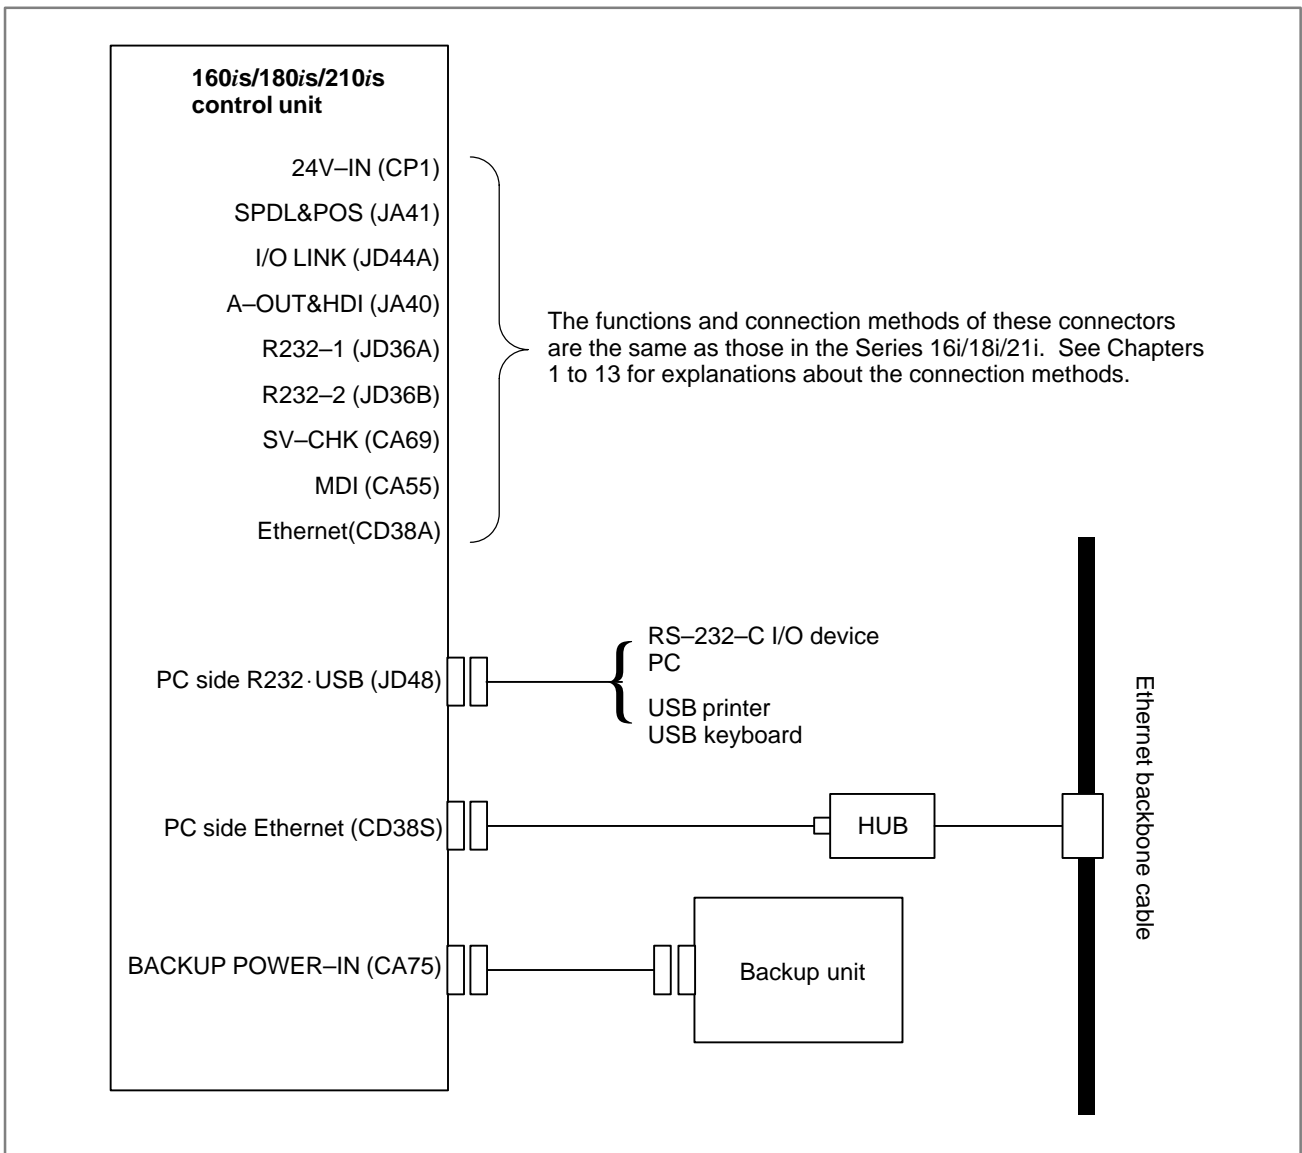 160is/180is/210is
control unit
24V–IN (CP1)
SPDL&POS (JA41)
I/O LINK (JD44A)
A–OUT&HDI (JA40)
R232–1 (JD36A)
R232–2 (JD36B)
SV–CHK (CA69)
MDI (CA55)
Ethernet(CD38A)
The functions and connection methods of these connectors
are the same as those in the Series 16i/18i/21i. See Chapters
1 to 13 for explanations about the connection methods.
PC side R232·USB (JD48)
RS–232–C I/O device
PC
USB printer
USB keyboard
PC side Ethernet (CD38S)
HUB
Ethernet backbone cable
BACKUP POWER–IN (CA75)
Backup unit